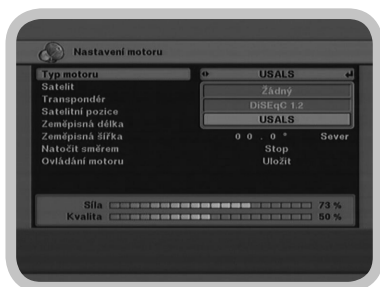 Nastavení motoru
Typ motoru USALS
Satelit Žádný
Transpondér DiSEqC 1.2
Satelitní pozice USALS
Zeměpisná délka
Zeměpisná šířka 0 0 . 0 ° Sever
Natočit směrem Stop
Ovládání motoru Uložit
Síla 73 %
Kvalita 50 %